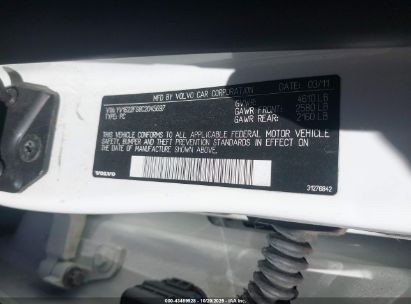 MFD BY VOLVO CAR CORPORATION DATE: 03/11
GVWR: 4610 LB
GAWR FRONT: 2580 LB
GAWR REAR: 2160 LB
TYPE: PC
THIS VEHICLE CONFORMS TO ALL APPLICABLE FEDERAL MOTOR VEHICLE
SAFETY, BUMPER, AND THEFT PREVENTION STANDARDS IN EFFECT ON THE
DATE OF MANUFACTURE SHOWN ABOVE.
VOLVO 31276842